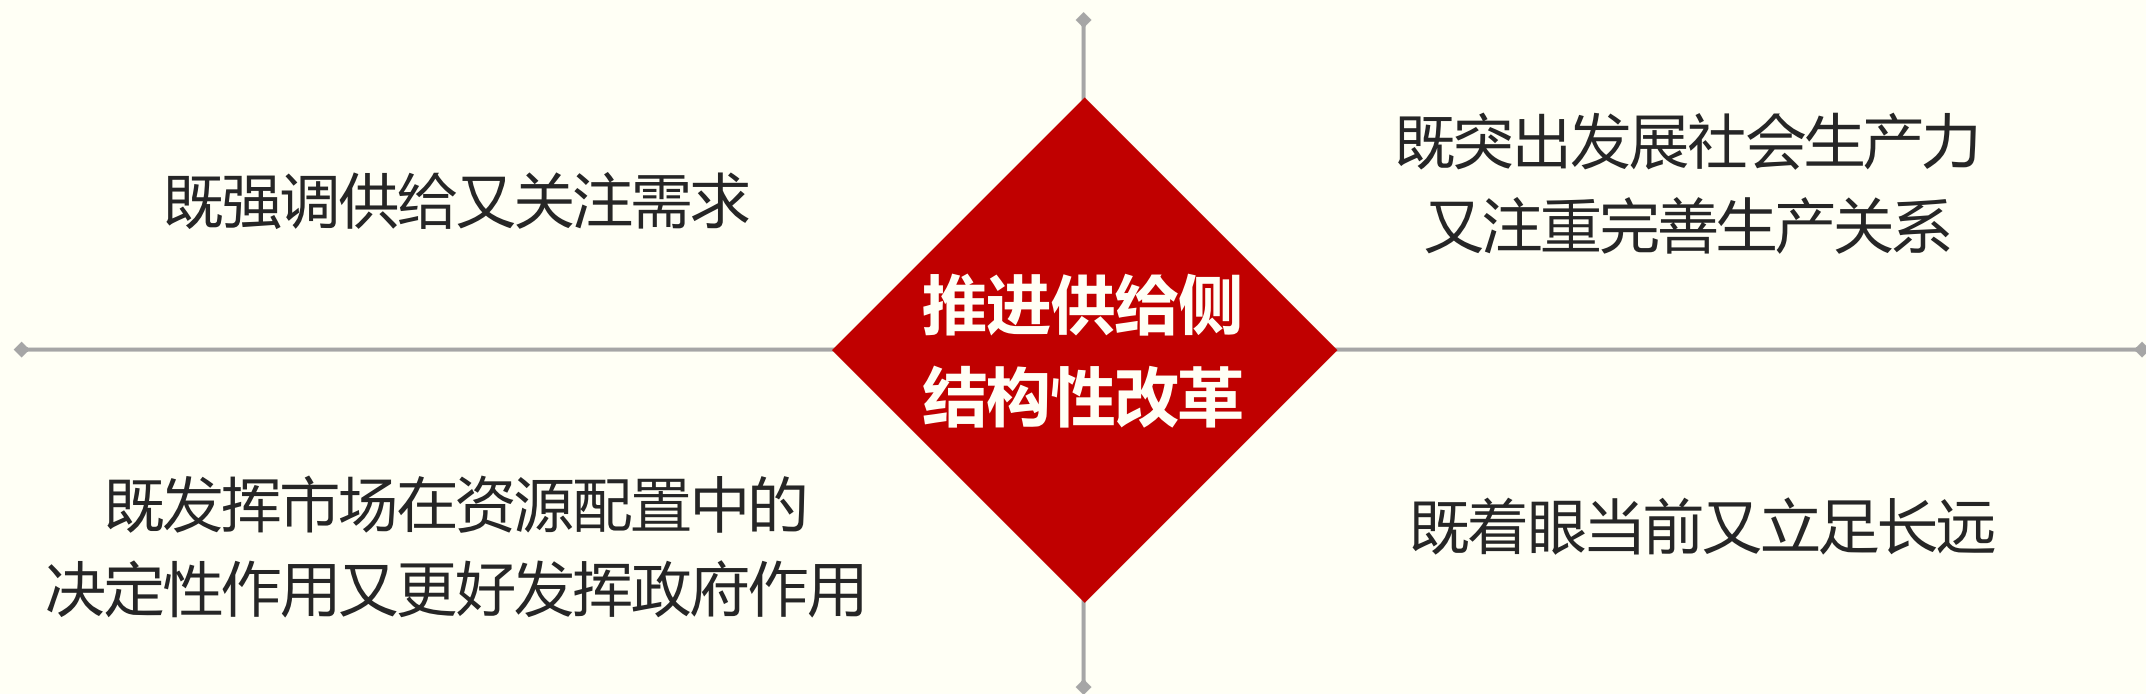 既强调供给又关注需求
既突出发展社会生产力
又注重完善生产关系
推进供给侧
结构性改革
既发挥市场在资源配置中的
决定性作用又更好发挥政府作用
既着眼当前又立足长远